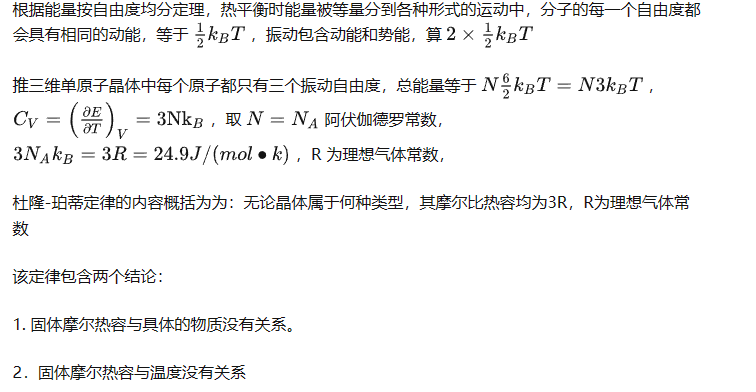 根据能量按自由度均分定理，热平衡时能量被等量分到各种形式的运动中，分子的每一个自由度都
会具有相同的动能，等于 $\frac{1}{2}k_BT$ ，振动包含动能和势能，算 $2 \times \frac{1}{2}k_BT$
推三维单原子晶体中每个原子都只有三个振动自由度，总能量等于 $N\frac{6}{2}k_BT = N3k_BT$ ，
$C_V = \left(\frac{\partial E}{\partial T}\right)_V = 3\mathrm{Nk}_B$ ，取 $N = N_A$ 阿伏伽德罗常数，
$3N_Ak_B = 3R = 24.9J/(mol \bullet k)$ ，R 为理想气体常数，
杜隆-珀蒂定律的内容概括为为：无论晶体属于何种类型，其摩尔比热容均为3R，R为理想气体常
数
该定律包含两个结论：
1. 固体摩尔热容与具体的物质没有关系。
2．固体摩尔热容与温度没有关系